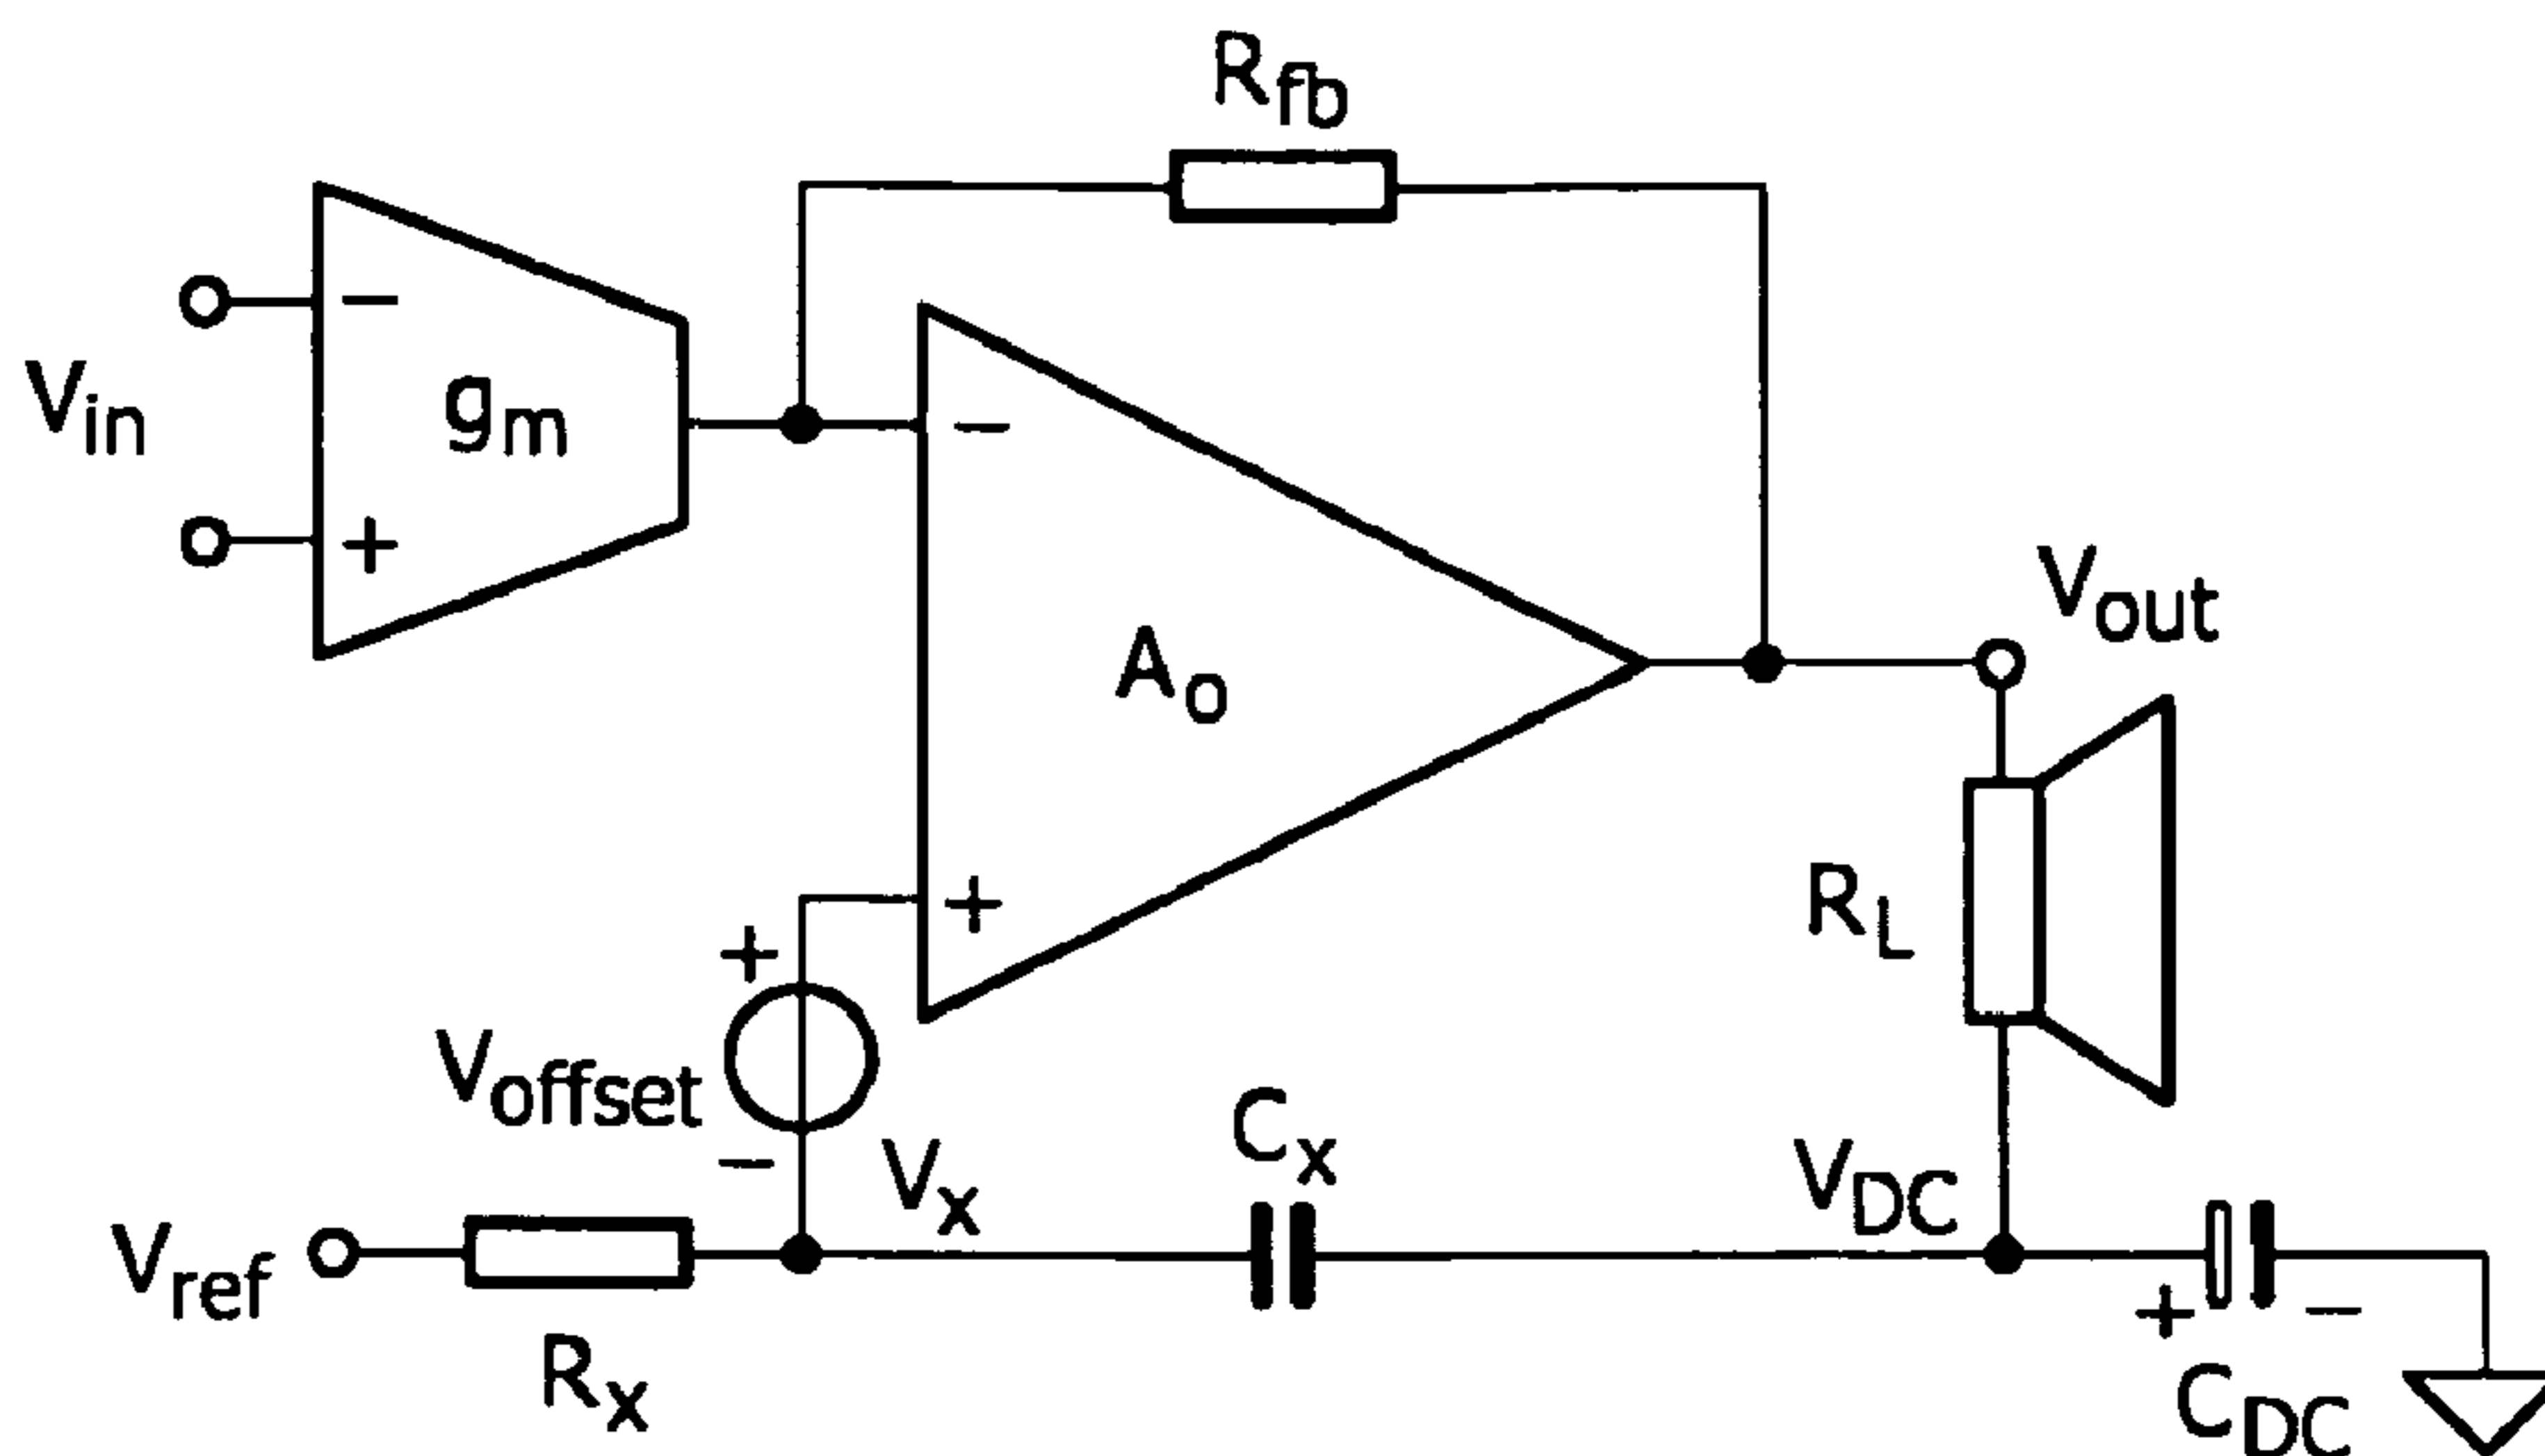 Rfb
Vin
gm
−
+
−
+
Ao
Vout
RL
+
Voffset
−
Vx
Cx
VDC
Vref
Rx
+
−
CDC